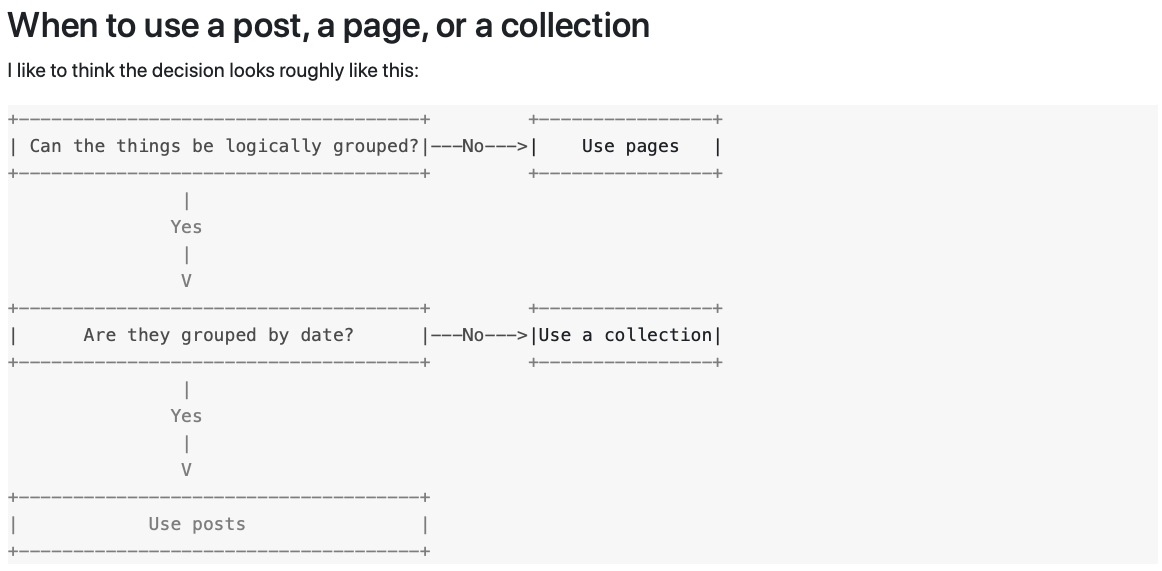 When to use a post, a page, or a collection
I like to think the decision looks roughly like this:
+-------------------------------------+         +----------------+
| Can the things be logically grouped?|---No--->|    Use pages   |
+-------------------------------------+         +----------------+
                |
               Yes
                |
                V
+-------------------------------------+         +----------------+
|      Are they grouped by date?      |---No--->|Use a collection|
+-------------------------------------+         +----------------+
                |
               Yes
                |
                V
+-------------------------------------+
|            Use posts                |
+-------------------------------------+